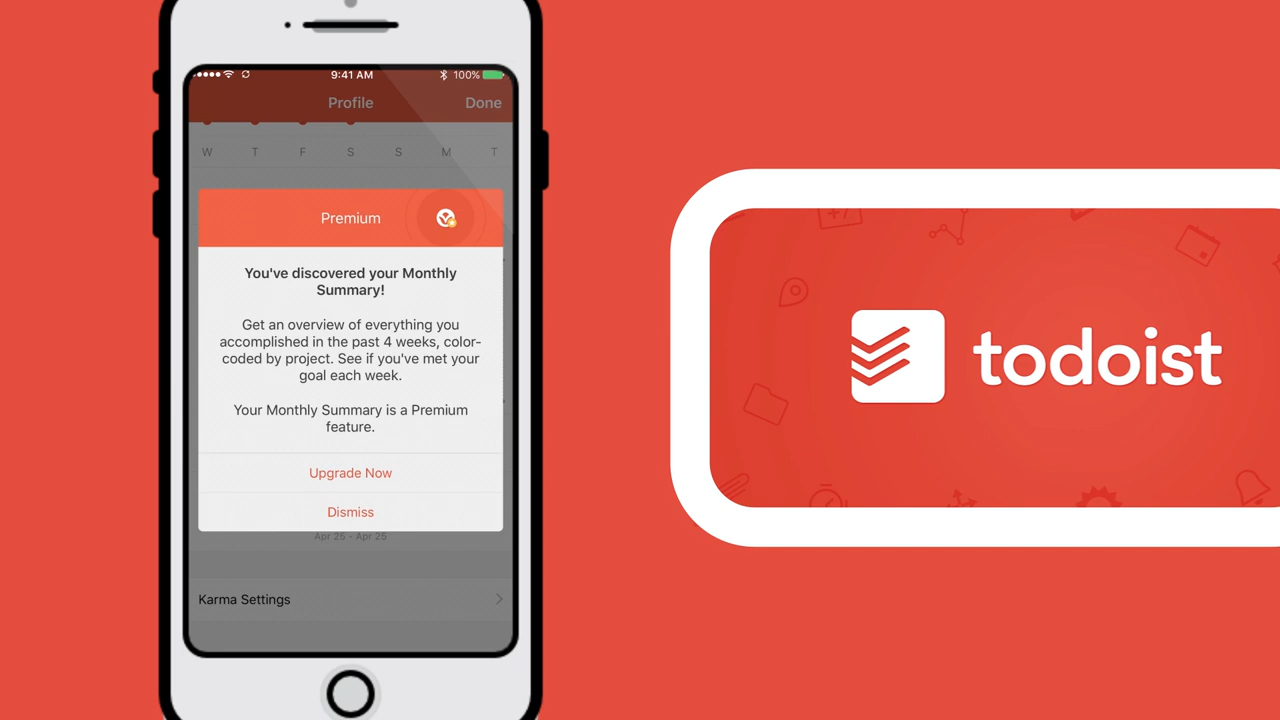 9:41 AM
100%
Profile
Done
W T F S S M T
Premium
You've discovered your Monthly
Summary!
Get an overview of everything you
accomplished in the past 4 weeks, color-
coded by project. See if you've met your
goal each week.
Your Monthly Summary is a Premium
feature.
Upgrade Now
Dismiss
Apr 25 - Apr 25
Karma Settings
+7
todoist